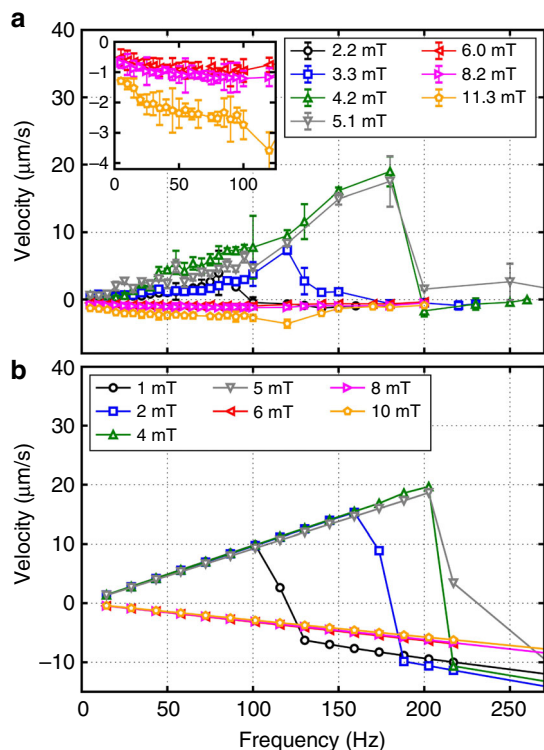 a
40
30
20
10
0
Velocity (μm/s)
0
−1
−2
−3
−4
50 100
2.2 mT 6.0 mT
3.3 mT 8.2 mT
4.2 mT 11.3 mT
5.1 mT
b
40
30
20
10
0
−10
Velocity (μm/s)
1 mT 5 mT 8 mT
2 mT 6 mT 10 mT
4 mT
0 50 100 150 200 250
Frequency (Hz)